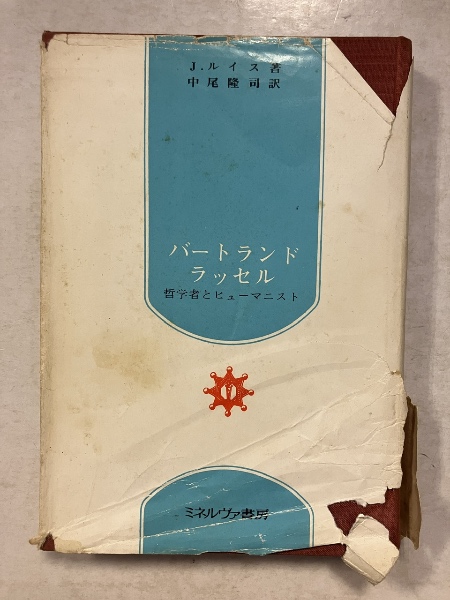 J.ルイス著
中尾隆司訳
バートランド
ラッセル
哲学者とヒューマニスト
ミネルヴァ書房